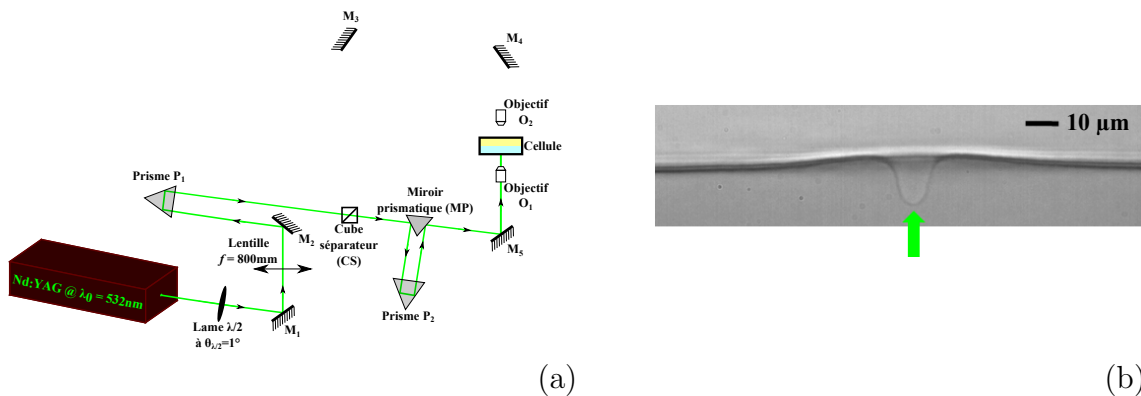 M₃
M₄
Objectif
O₂
Cellule
Prisme P₁
Miroir
prismatique (MP)
Objectif
O₁
M₂
Cube
séparateur
(CS)
Lentille
f = 800mm
M₅
Nd:YAG @ λ₀ = 532nm
Prisme P₂
M₁
Lame λ/2
à θλ/2=1°
(a)
10 µm
(b)